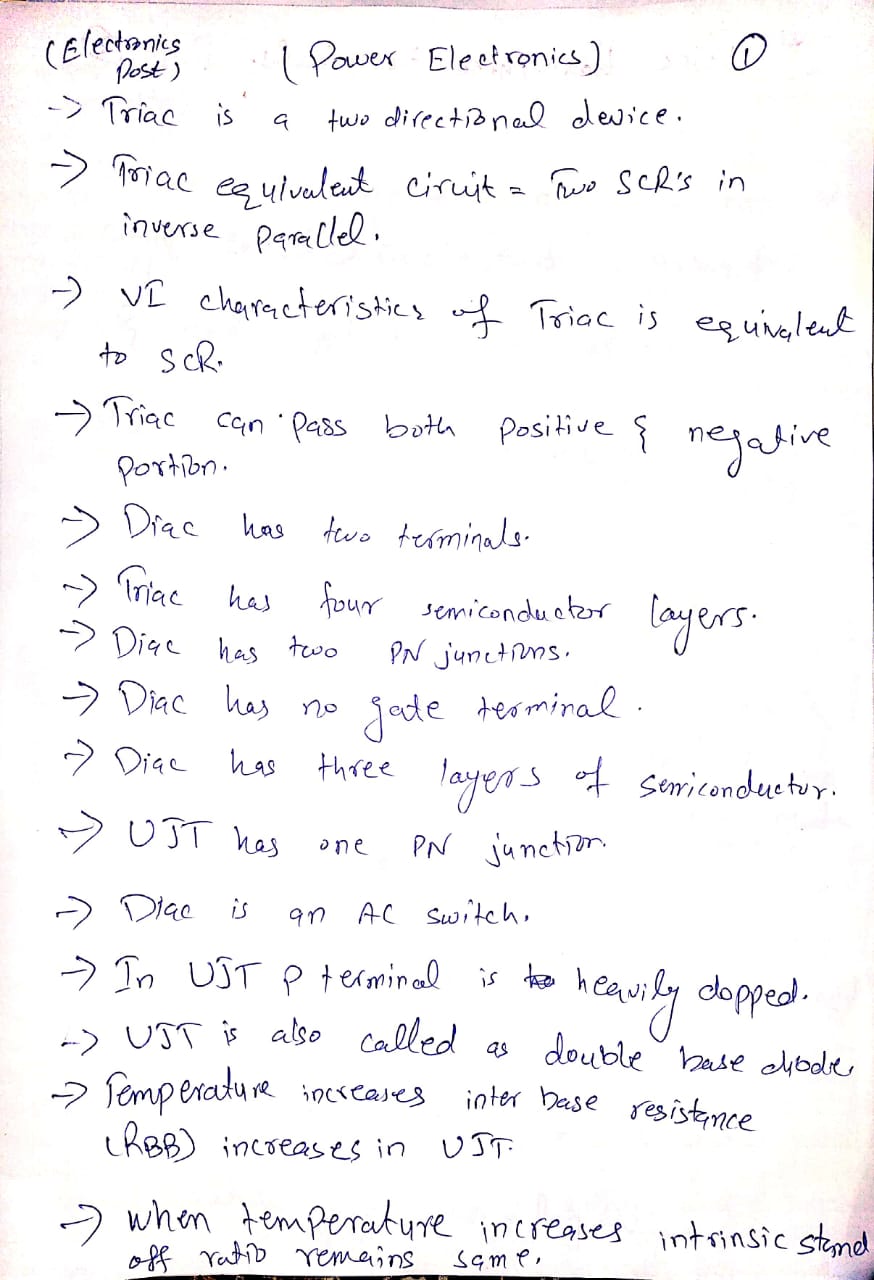 (Electronics Post) (Power Electronics) ①
-> Triac is a two directional device.
-> Triac equivalent ciruit = Two SCR's in
inverse parallel.
-> VI characteristics of Triac is equivalent
to SCR.
-> Triac can pass both positive & negative
portion.
-> Diac has two terminals.
-> Triac has four semiconductor layers.
-> Diac has two PN junctions.
-> Diac has no gate terminal.
-> Diac has three layers of semiconductor.
-> UJT has one PN junction.
-> Diac is an AC switch.
-> In UJT P terminal is heavily dopped.
-> UJT is also called as double base diode
-> Temperature increases inter base resistance
(RBB) increases in UJT.
-> when temperature increases intrinsic stand
off ratio remains same.